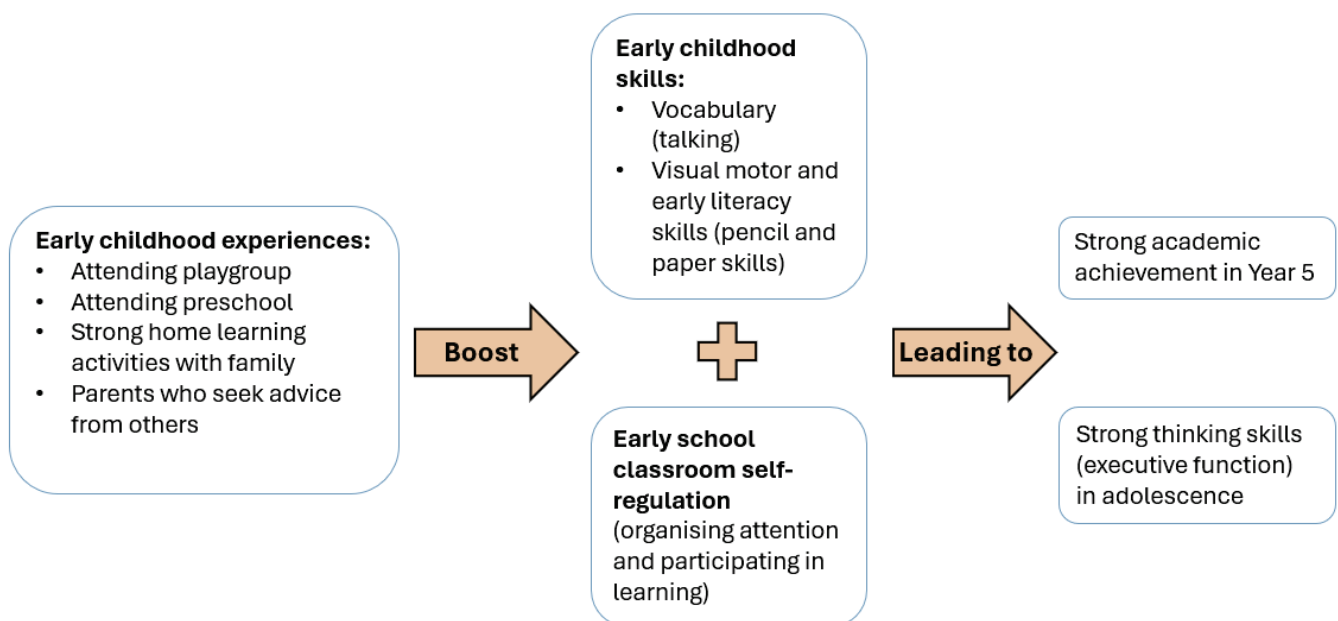 Early childhood experiences:
• Attending playgroup
• Attending preschool
• Strong home learning
activities with family
• Parents who seek advice
from others
Boost
Early childhood
skills:
• Vocabulary
(talking)
• Visual motor and
early literacy
skills (pencil and
paper skills)
Early school
classroom self-
regulation
(organising attention
and participating in
learning)
Leading to
Strong academic
achievement in Year 5
Strong thinking skills
(executive function)
in adolescence